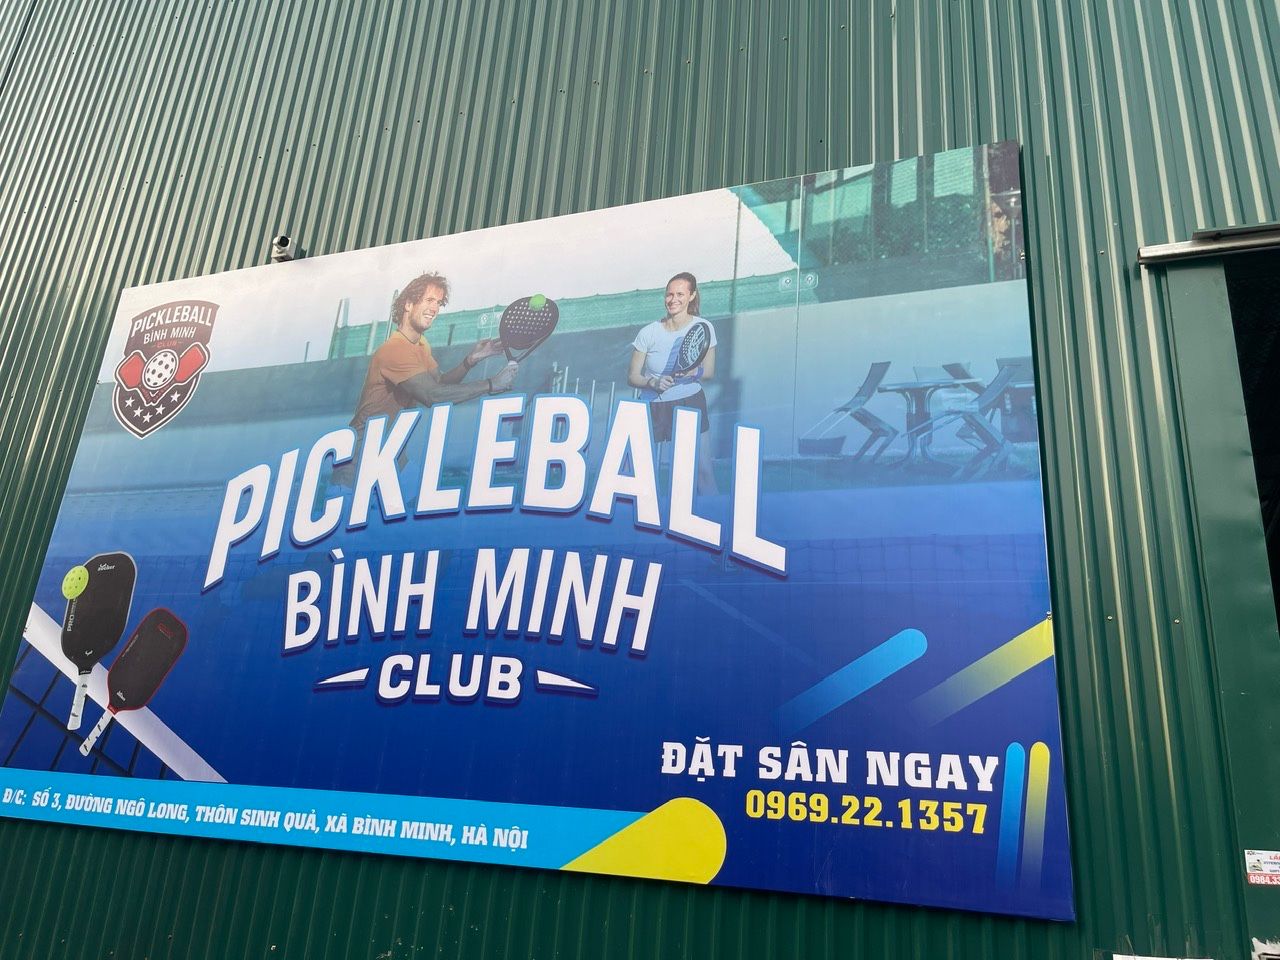 PICKLEBALL
BÌNH MINH
CLUB
PICKLEBALL
BÌNH MINH
CLUB
PRO
ĐẶT SÂN NGAY
0969.22.1357
Đ/C: SỐ 3, ĐƯỜNG NGÔ LONG, THÔN SINH QUẢ, XÃ BÌNH MINH, HÀ NỘI